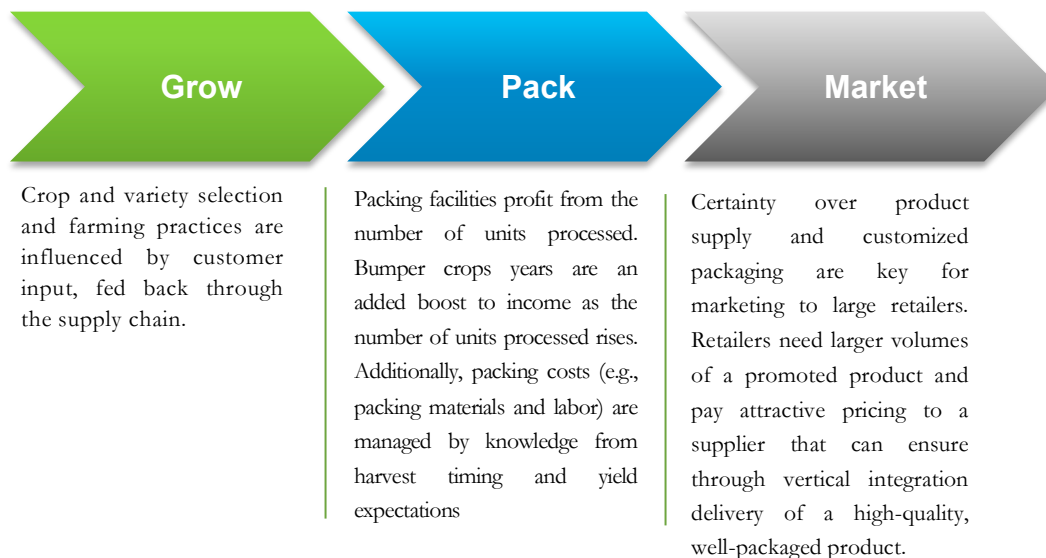 Grow
Pack
Market
Crop and variety selection
and farming practices are
influenced by customer
input, fed back through
the supply chain.
Packing facilities profit from the
number of units processed.
Bumper crops years are an
added boost to income as the
number of units processed rises.
Additionally, packing costs (e.g.,
packing materials and labor) are
managed by knowledge from
harvest timing and yield
expectations
Certainty over product
supply and customized
packaging are key for
marketing to large retailers.
Retailers need larger volumes
of a promoted product and
pay attractive pricing to a
supplier that can ensure
through vertical integration
delivery of a high-quality,
well-packaged product.